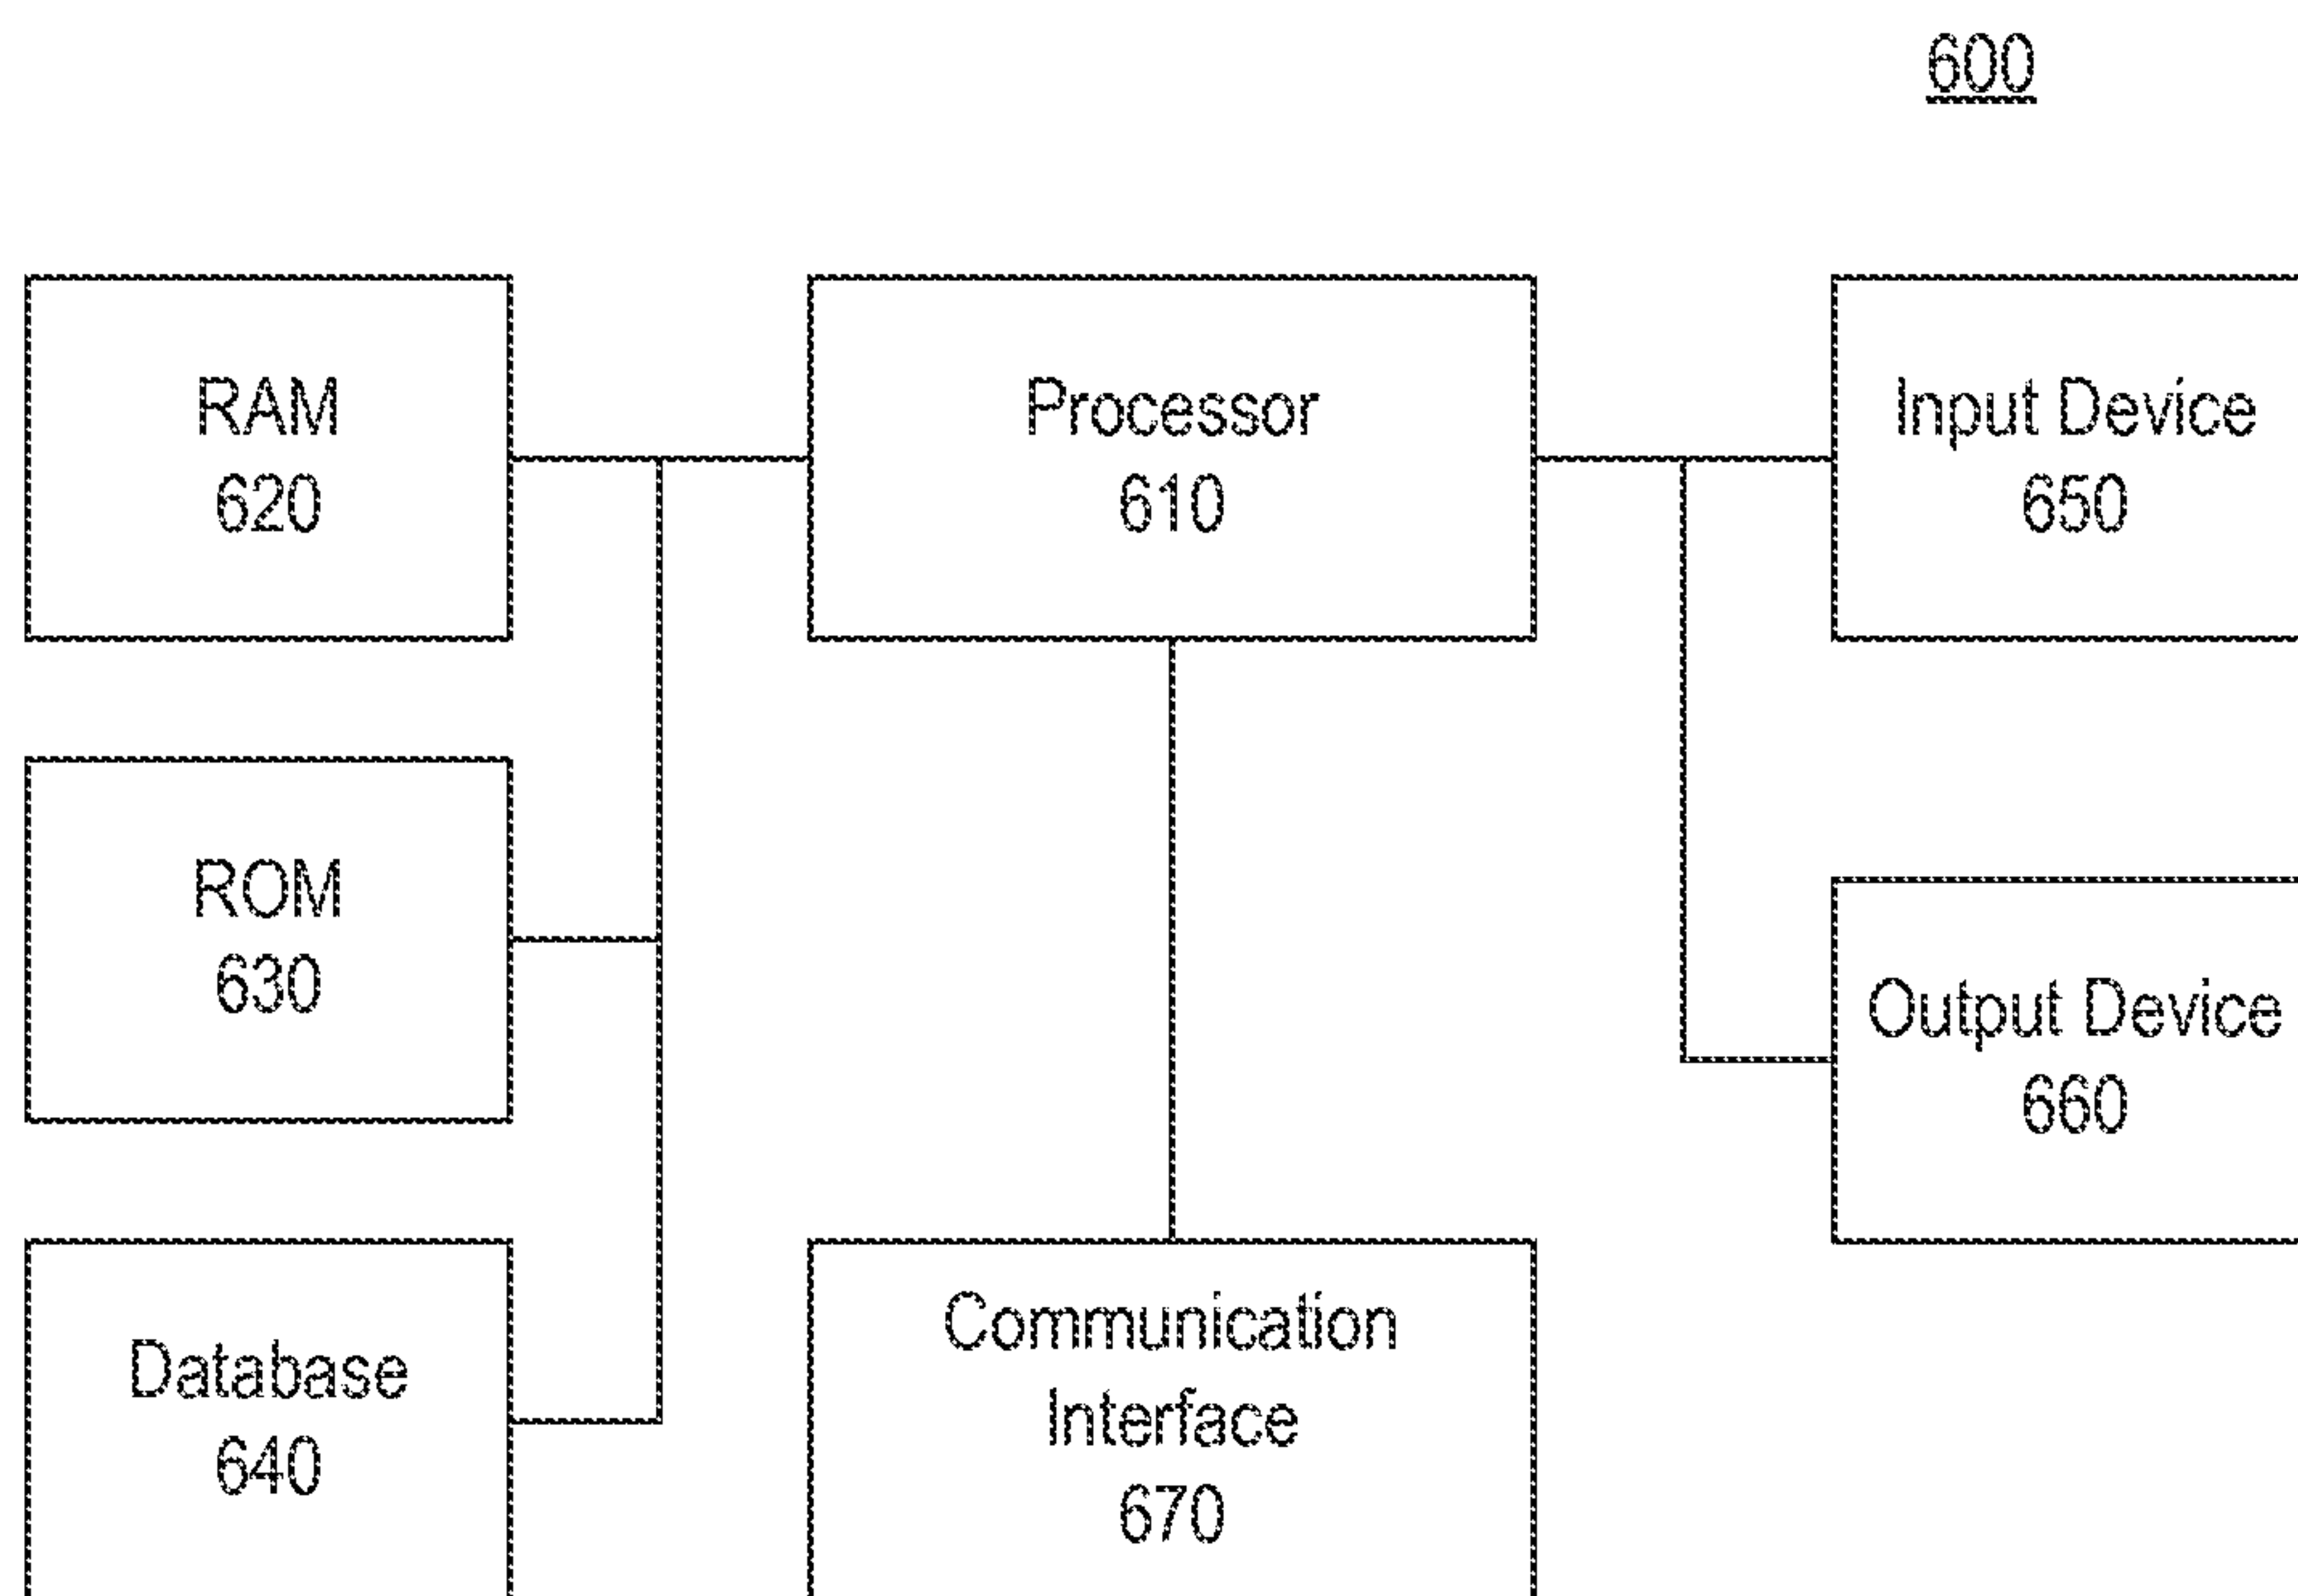 600
RAM
620
Processor
610
Input Device
650
ROM
630
Output Device
660
Database
640
Communication
Interface
670